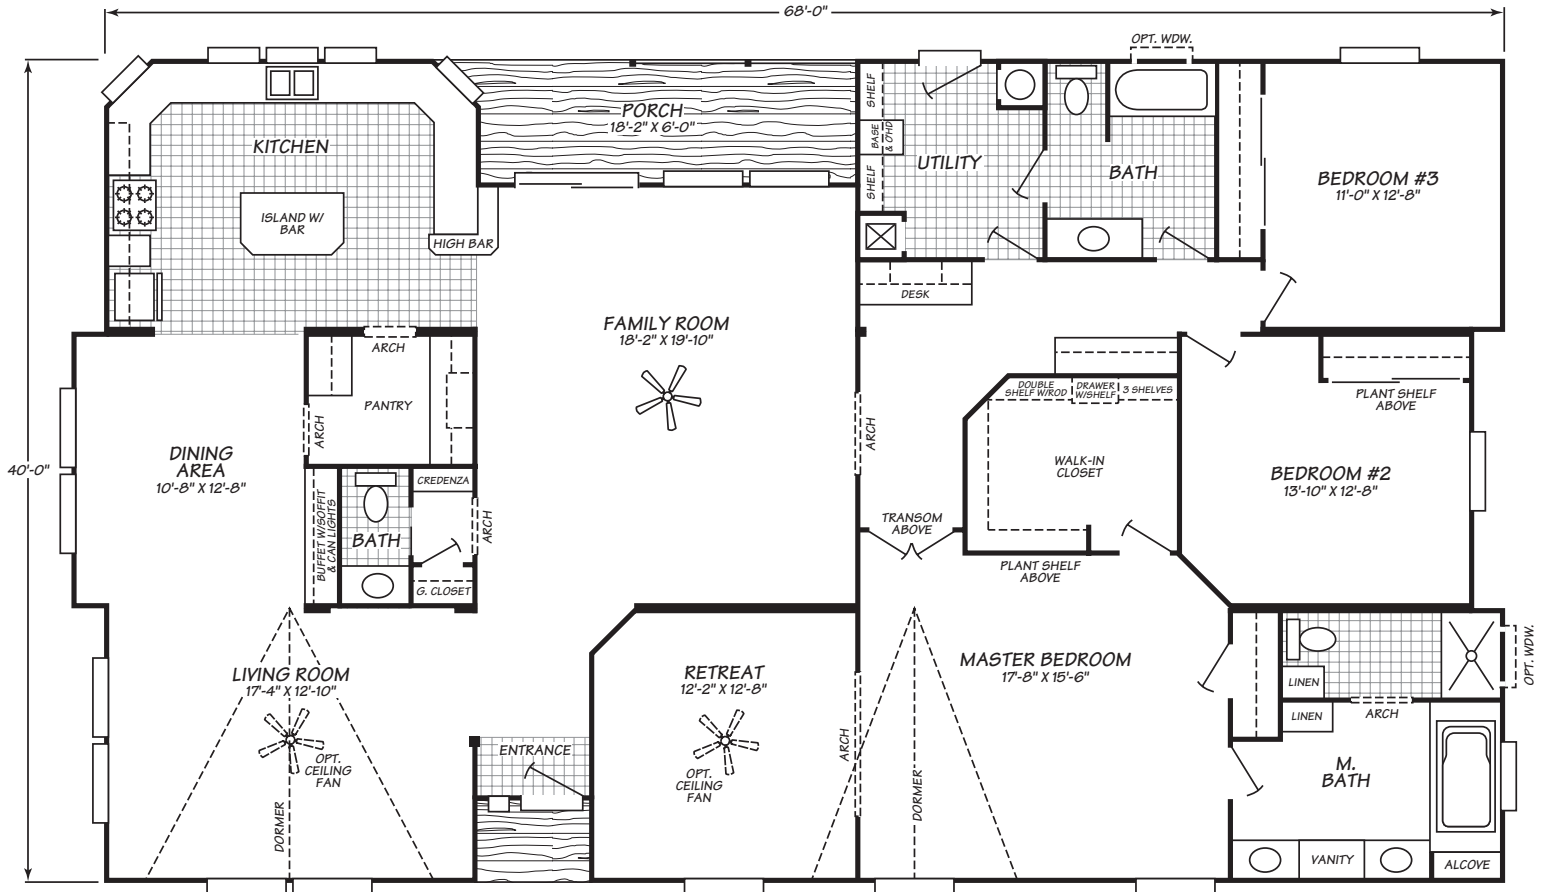 68'-0"
OPT. WDW.
40'-0"
KITCHEN
ISLAND W/
BAR
HIGH BAR
PORCH
18'-2" X 6'-0"
SHELF
BASE
& O'HD
SHELF
UTILITY
BATH
BEDROOM #3
11'-0" X 12'-8"
DESK
FAMILY ROOM
18'-2" X 19'-10"
ARCH
PANTRY
ARCH
DINING
AREA
10'-8" X 12'-8"
BUFFET W/SOFFIT
& CAN LIGHTS
BATH
CREDENZA
ARCH
G. CLOSET
ARCH
DOUBLE
SHELF W/ROD
DRAWER
W/SHELF
3 SHELVES
WALK-IN
CLOSET
TRANSOM
ABOVE
PLANT SHELF
ABOVE
PLANT SHELF
ABOVE
BEDROOM #2
13'-10" X 12'-8"
LIVING ROOM
17'-4" X 12'-10"
OPT.
CEILING
FAN
DORMER
ENTRANCE
RETREAT
12'-2" X 12'-8"
OPT.
CEILING
FAN
ARCH
MASTER BEDROOM
17'-8" X 15'-6"
DORMER
LINEN
LINEN
ARCH
OPT. WDW.
M.
BATH
VANITY
ALCOVE